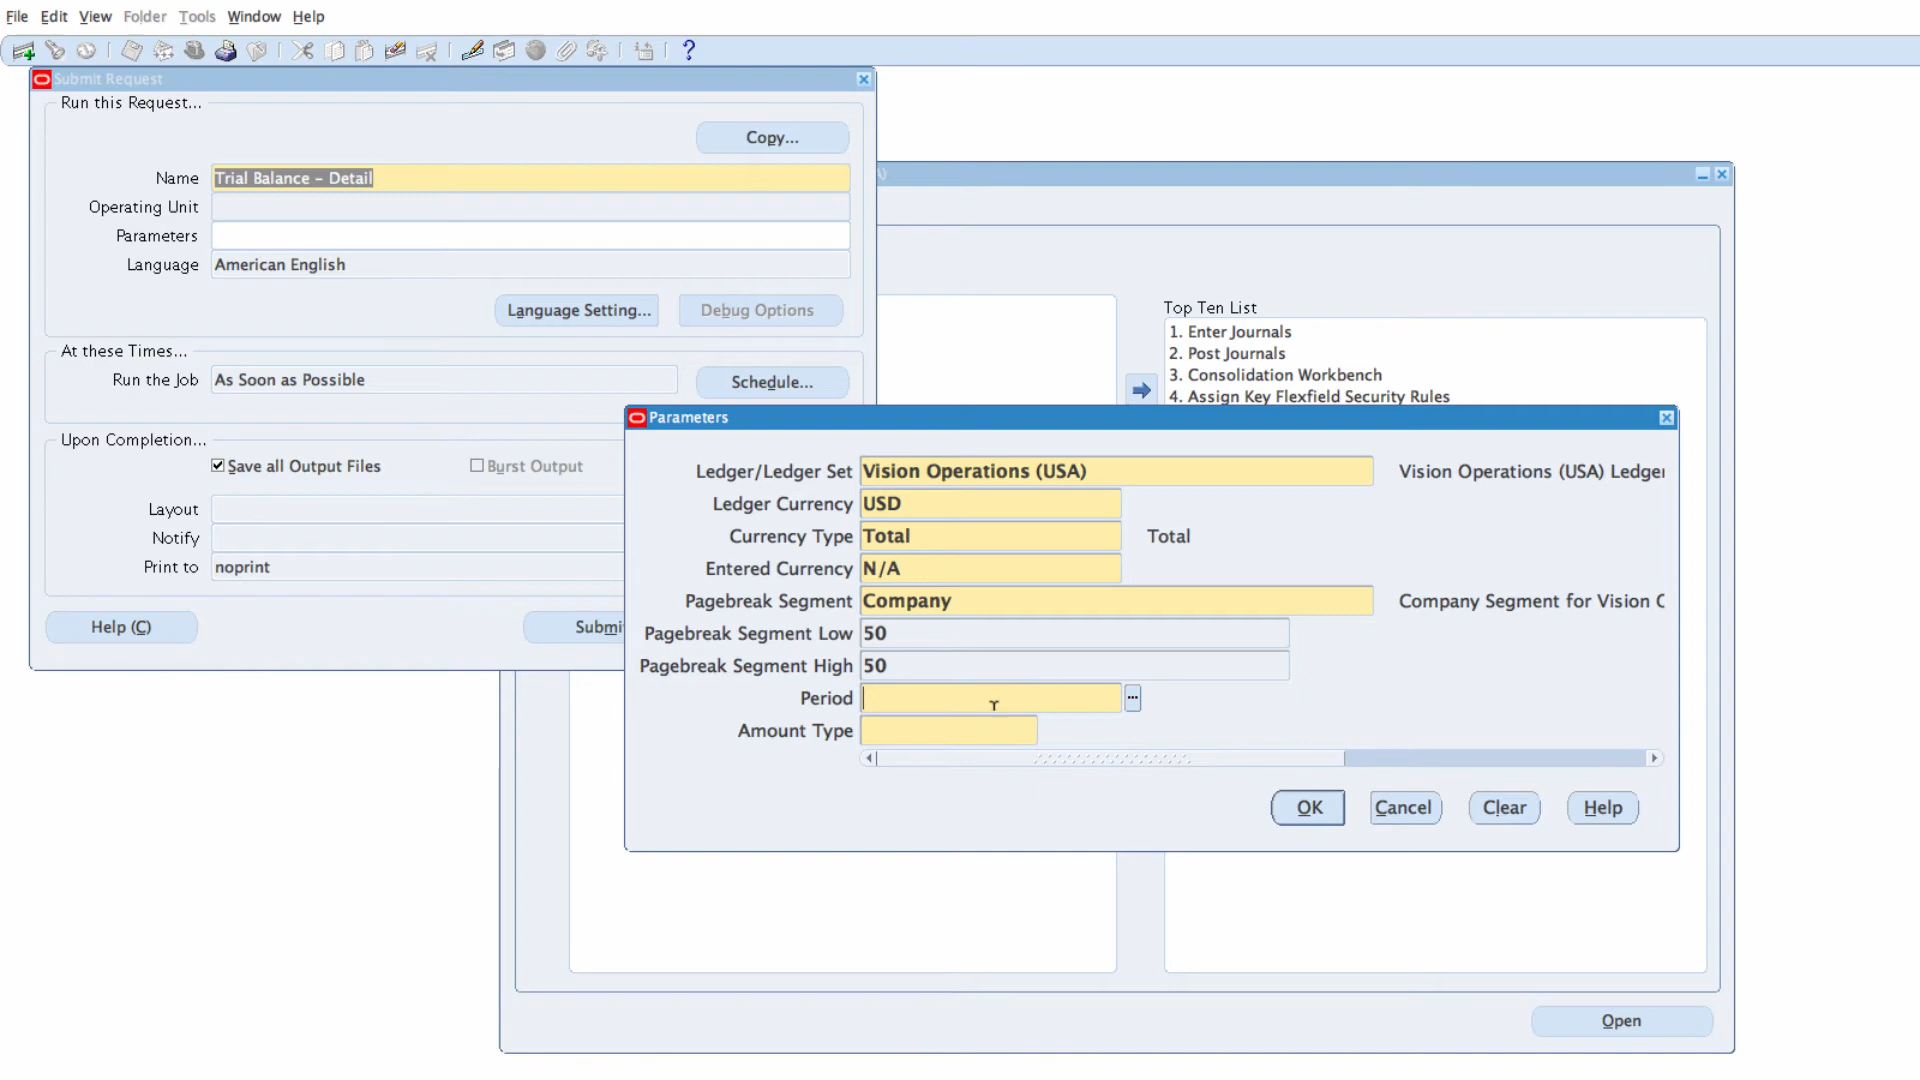 File Edit View Folder Tools Window Help
?
Submit Request
Run this Request...
Copy...
Name Trial Balance – Detail
Operating Unit
Parameters
Language American English
Language Setting... Debug Options
At these Times...
Run the Job As Soon as Possible Schedule...
Upon Completion...
Save all Output Files Burst Output
Layout
Notify
Print to noprint
Help (C) Submi
Top Ten List
1. Enter Journals
2. Post Journals
3. Consolidation Workbench
4. Assign Key Flexfield Security Rules
Parameters
Ledger/Ledger Set Vision Operations (USA) Vision Operations (USA) Ledger
Ledger Currency USD
Currency Type Total Total
Entered Currency N/A
Pagebreak Segment Company Company Segment for Vision
Pagebreak Segment Low 50
Pagebreak Segment High 50
Period ...
Amount Type
OK Cancel Clear Help
Open